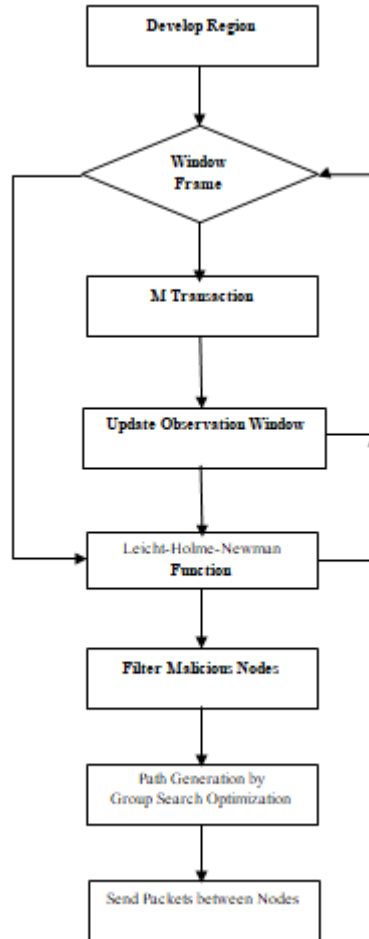 Develop Region
Window
Frame
M Transaction
Update Observation Window
Leicht-Holme-Newman
Function
Filter Malicious Nodes
Path Generation by
Group Search Optimization
Send Packets between Nodes